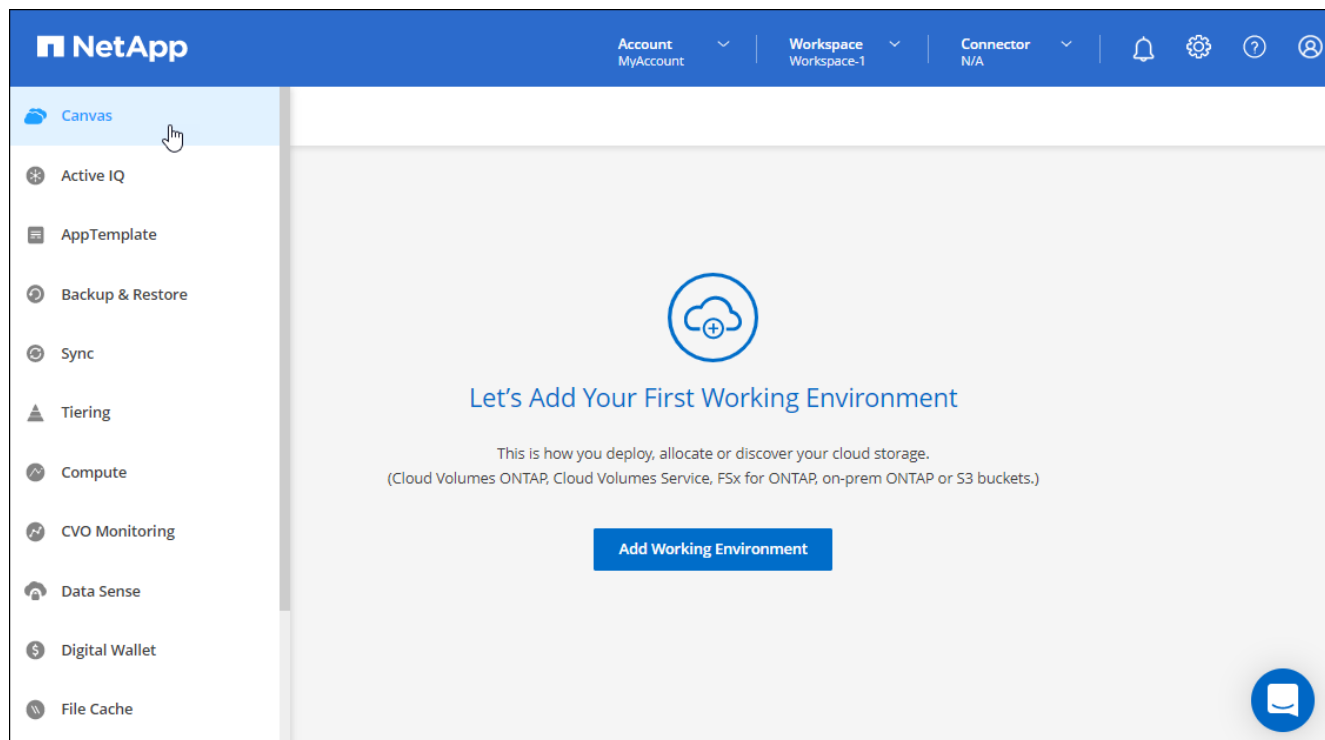 NetApp
Account
MyAccount
Workspace
Workspace-1
Connector
N/A
Canvas
Active IQ
AppTemplate
Backup & Restore
Sync
Tiering
Compute
CVO Monitoring
Data Sense
Digital Wallet
File Cache
Let's Add Your First Working Environment
This is how you deploy, allocate or discover your cloud storage.
(Cloud Volumes ONTAP, Cloud Volumes Service, FSx for ONTAP, on-prem ONTAP or S3 buckets.)
Add Working Environment